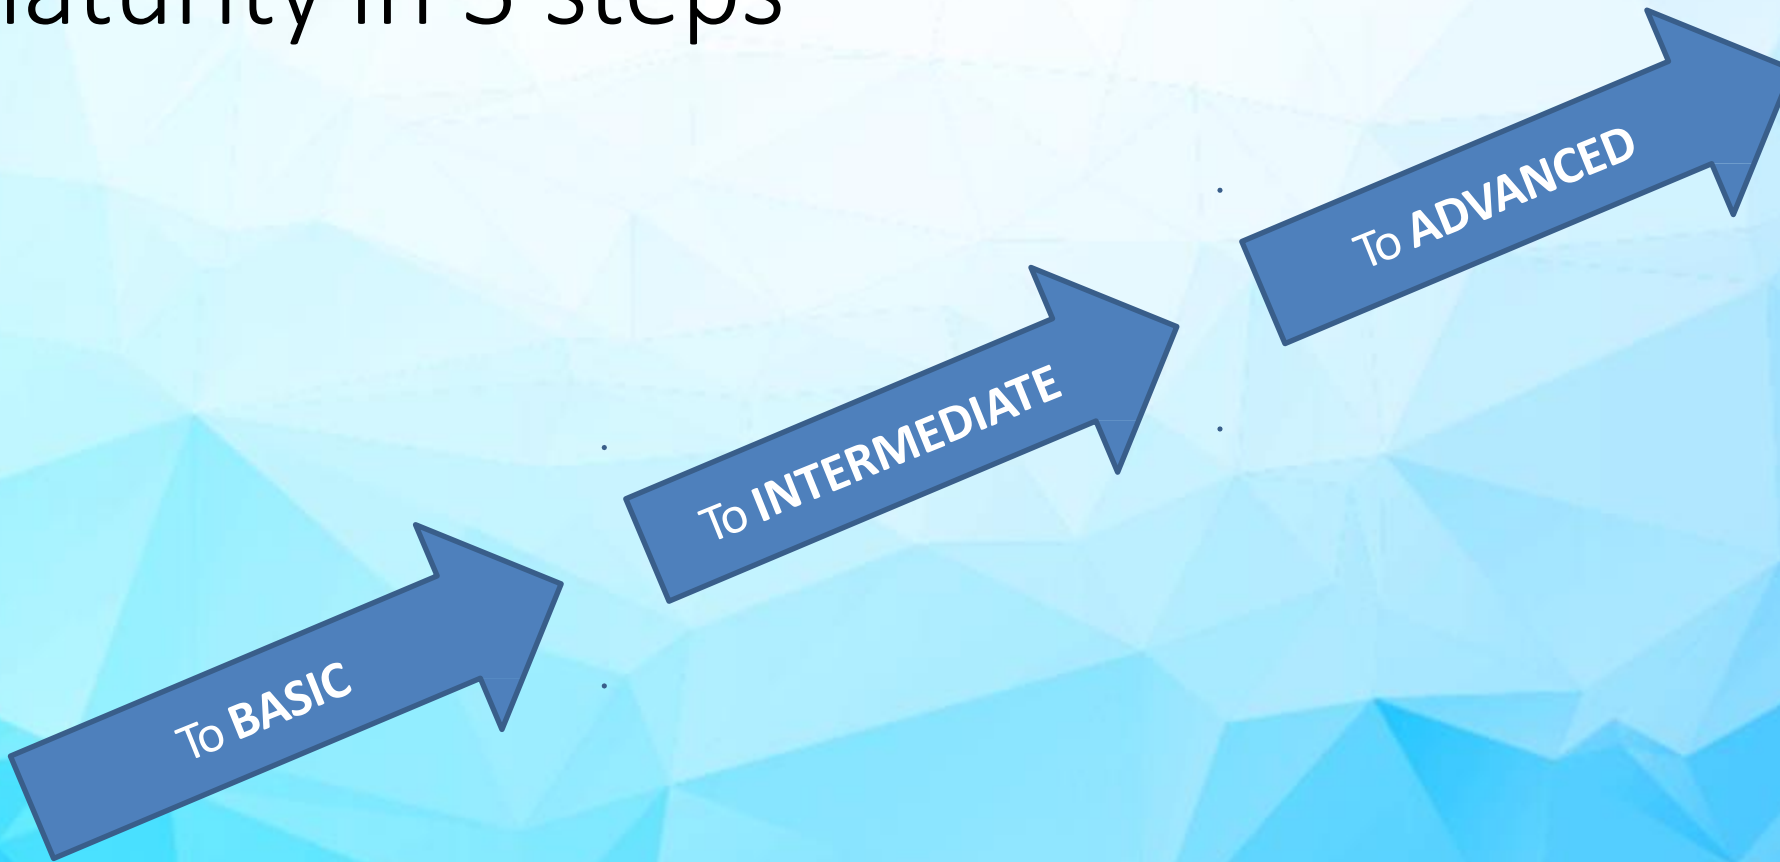 aturity in 3 steps
To ADVANCED
To INTERMEDIATE
To BASIC